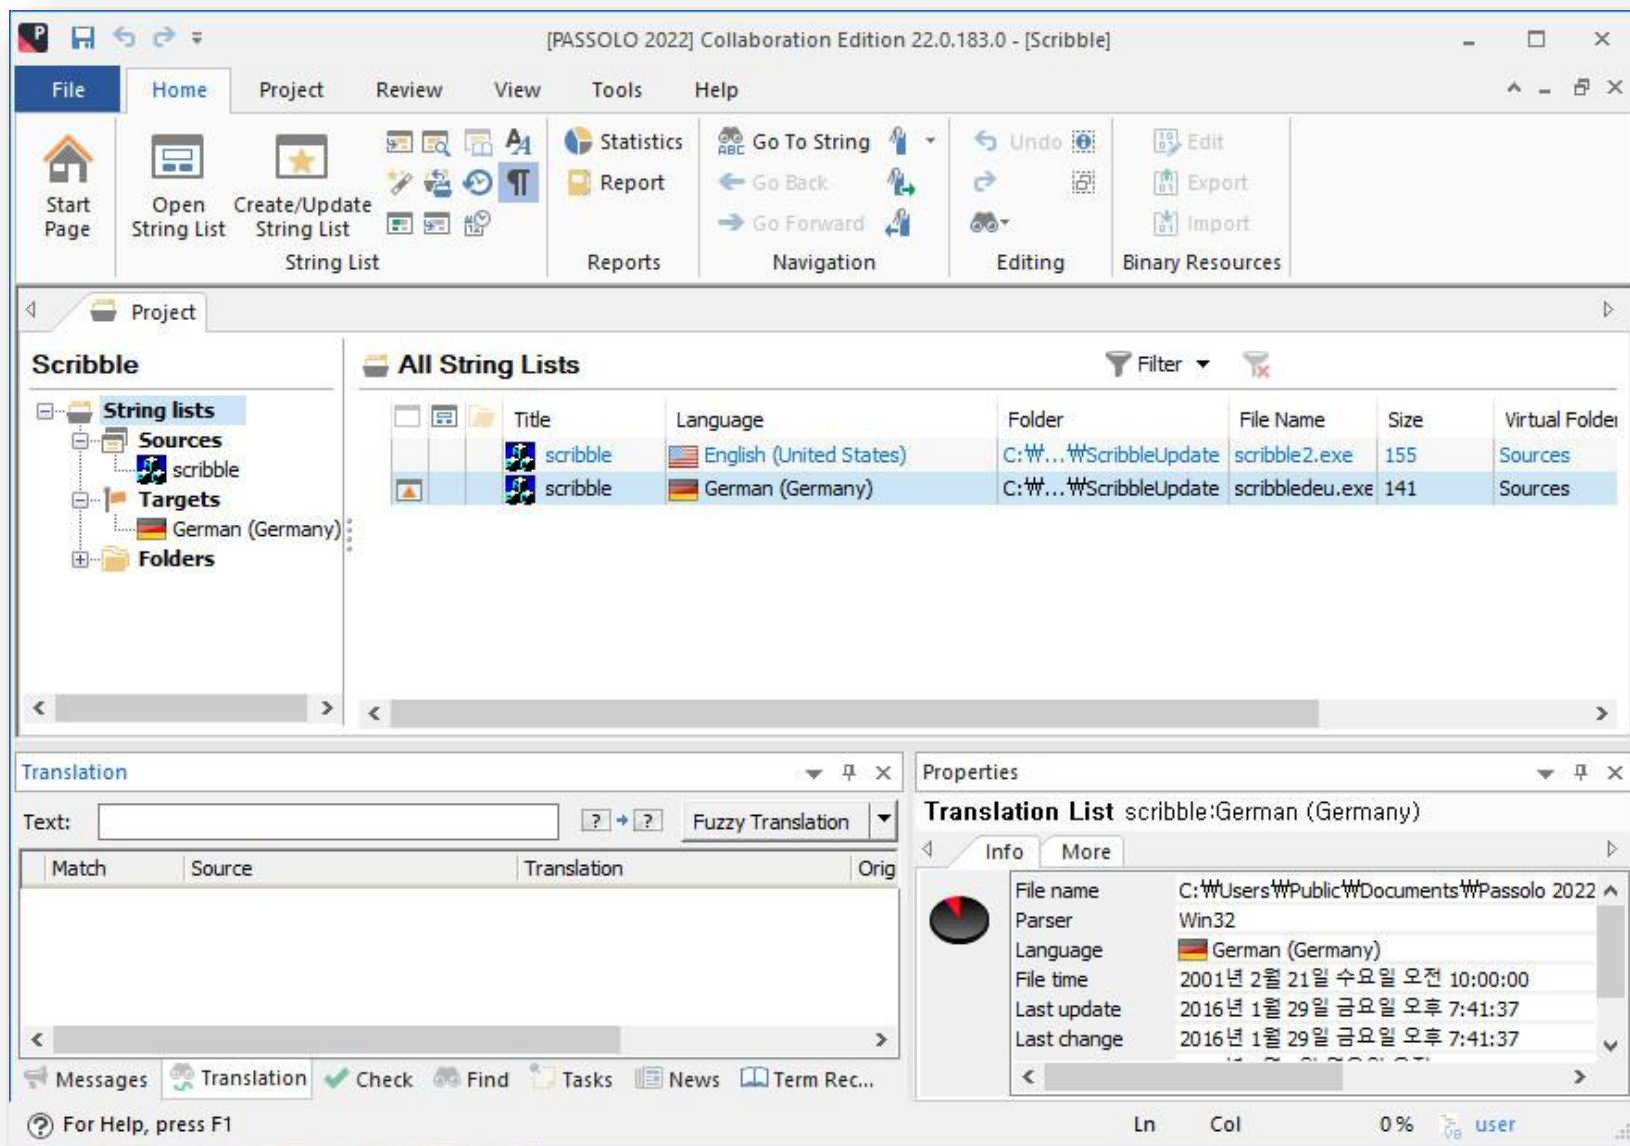 [PASSOLO 2022] Collaboration Edition 22.0.183.0 - [Scribble]
File Home Project Review View Tools Help
Start Page
Open String List
Create/Update String List
String List
Statistics
Report
Reports
Go To String
Go Back
Go Forward
Navigation
Undo
Editing
Edit
Export
Import
Binary Resources
Project
Scribble
String lists
Sources
scribble
Targets
German (Germany)
Folders
All String Lists
Filter
Title Language Folder File Name Size Virtual Folder
scribble English (United States) C:₩...₩ScribbleUpdate scribble2.exe 155 Sources
scribble German (Germany) C:₩...₩ScribbleUpdate scribbledeu.exe 141 Sources
Translation
Text: ? ? Fuzzy Translation
Match Source Translation Orig
Properties
Translation List scribble:German (Germany)
Info More
File name C:₩Users₩Public₩Documents₩Passolo 2022
Parser Win32
Language German (Germany)
File time 2001년 2월 21일 수요일 오전 10:00:00
Last update 2016년 1월 29일 금요일 오후 7:41:37
Last change 2016년 1월 29일 금요일 오후 7:41:37
Messages Translation Check Find Tasks News Term Rec...
For Help, press F1 Ln Col 0% user